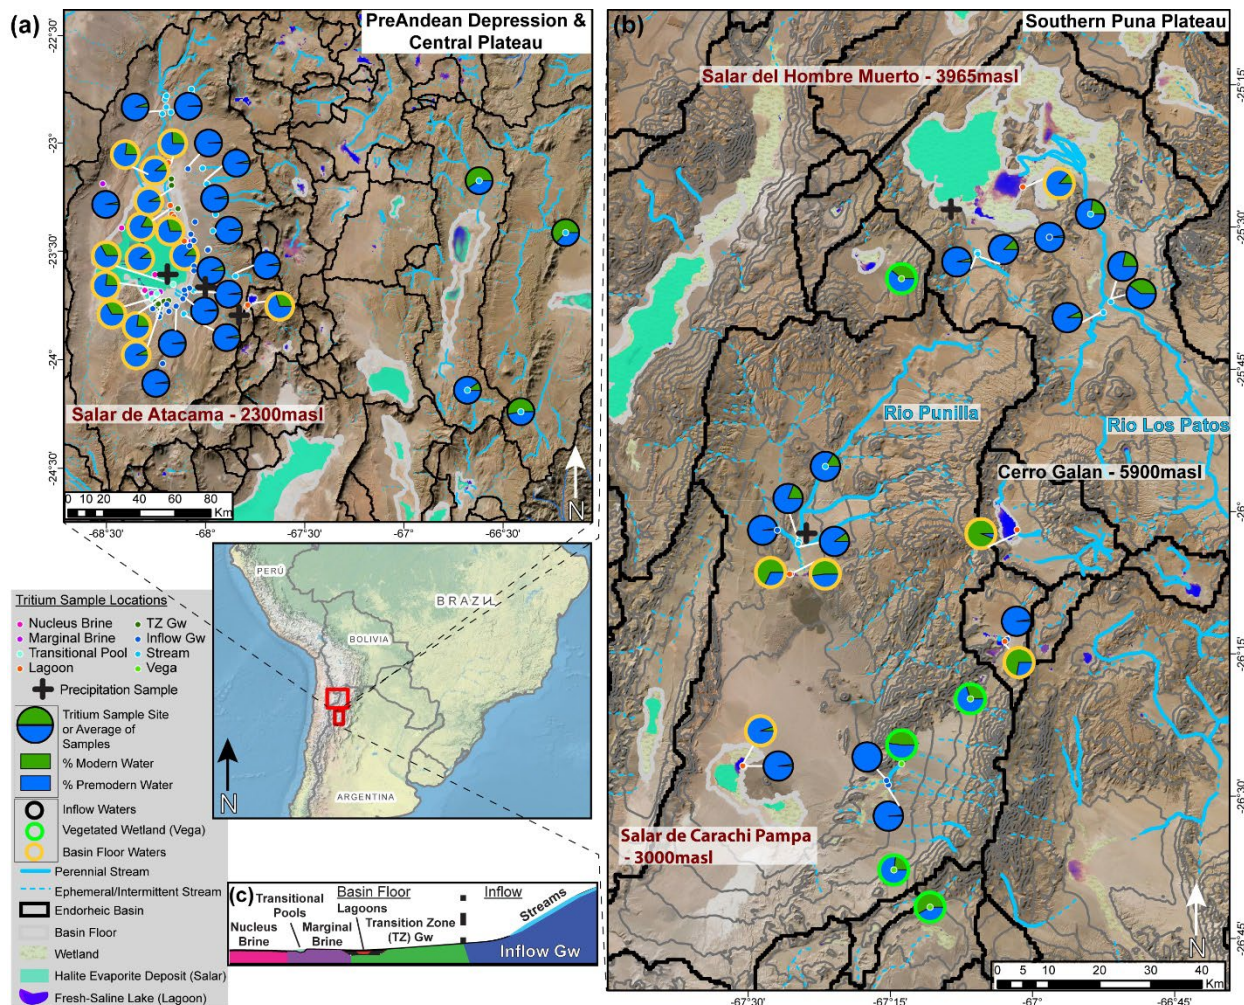 (a)
PreAndean Depression &
Central Plateau
-22°30'
-23°
-23°30'
-24°
-24°30'
Salar de Atacama - 2300masl
0 10 20 40 60 80
Km
N
-68°30'
-68°
-67°30'
-67°
-66°30'
(b)
Southern Puna Plateau
Salar del Hombre Muerto - 3965masl
-25°15'
-25°30'
-25°45'
-26°
-26°15'
-26°30'
-26°45'
Rio Punilla
Rio Los Patos
Cerro Galan - 5900masl
Salar de Carachi Pampa
- 3000masl
N
0 5 10 20 30 40
Km
-67°30'
-67°15'
-67°
-66°45'
PERÚ
BRAZIL
BOLIVIA
ARGENTINA
N
Tritium Sample Locations
Nucleus Brine
TZ Gw
Marginal Brine
Inflow Gw
Transitional Pool
Stream
Lagoon
Vega
Precipitation Sample
Tritium Sample Site
or Average of
Samples
% Modern Water
% Premodern Water
Inflow Waters
Vegetated Wetland (Vega)
Basin Floor Waters
Perennial Stream
Ephemeral/Intermittent Stream
Endorheic Basin
Basin Floor
Wetland
Halite Evaporite Deposit (Salar)
Fresh-Saline Lake (Lagoon)
(c)
Transitional
Pools
Basin Floor
Inflow
Lagoons
Nucleus
Brine
Marginal
Brine
Transition Zone
(TZ) Gw
Streams
Inflow Gw